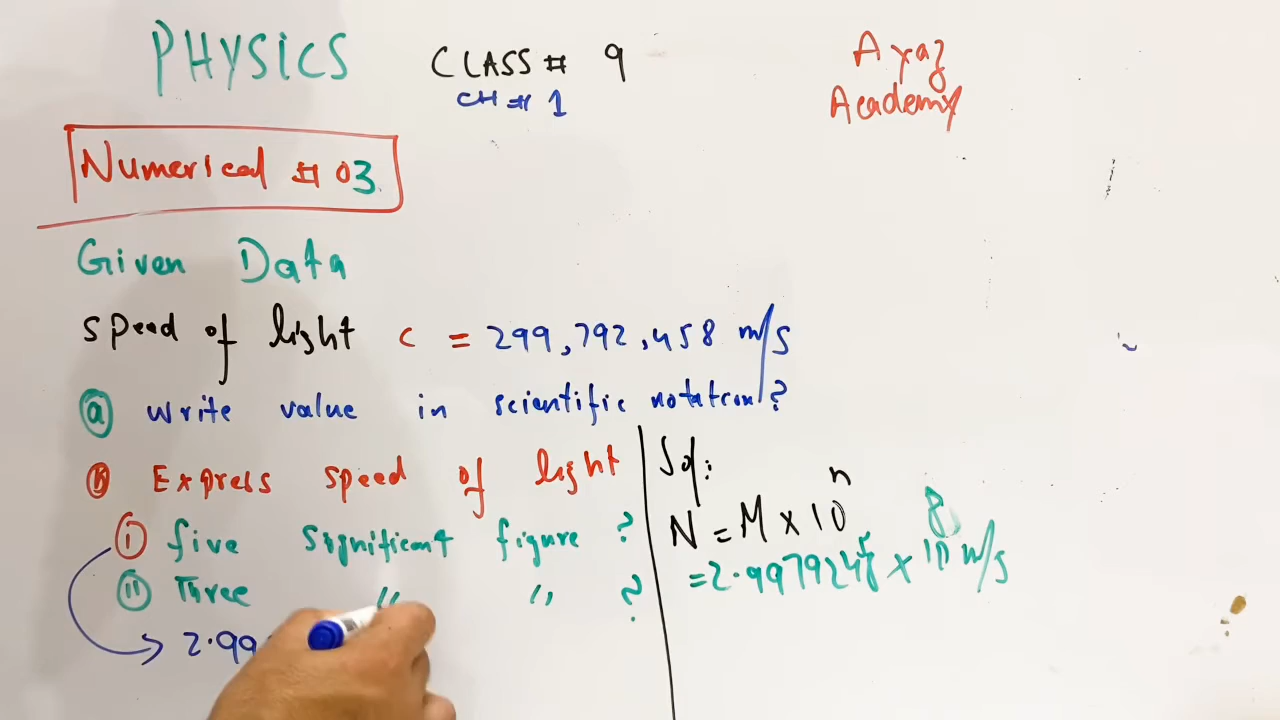 PHYSICS
CLASS # 9
CH # 1
Ayaz
Academy
Numerical # 03
Given Data
Speed of light c = 299,792,458 m/s
(a) Write value in scientific notation?
(b) Express speed of light
(i) five significant figure ?
(ii) Three " " ?
→ 2.99
Sol:
N = M × 10ⁿ
= 2.99792458 × 10⁸ m/s